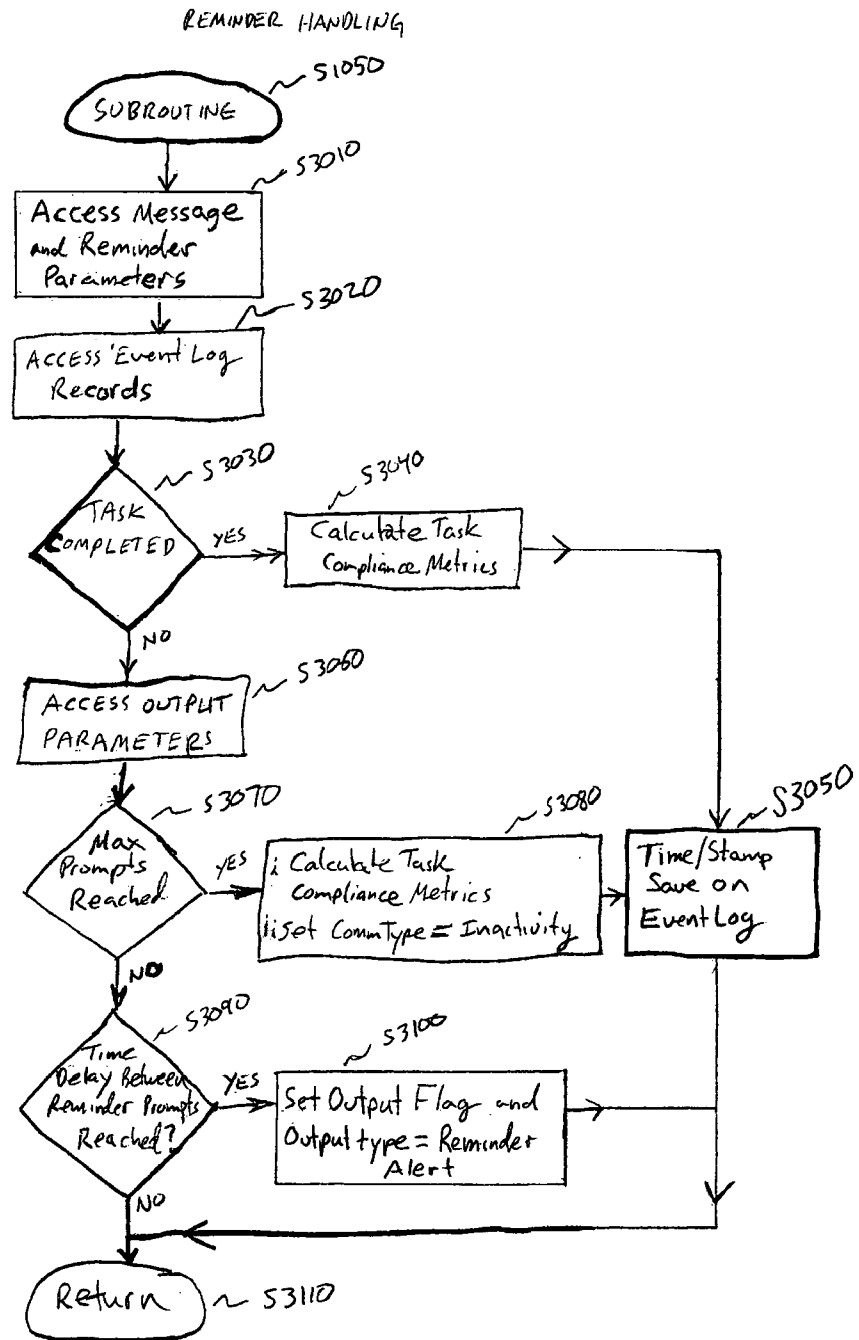 REMINDER HANDLING
S1050
SUBROUTINE
S3010
Access Message
and Reminder
Parameters
S3020
ACCESS Event Log
Records
S3030
TASK
COMPLETED
YES
S3040
Calculate Task
Compliance Metrics
NO
S3060
ACCESS OUTPUT
PARAMETERS
S3070
Max
Prompts
Reached
YES
S3080
i Calculate Task
Compliance Metrics
ii Set CommType = Inactivity
S3050
Time/Stamp
Save on
Event Log
NO
S3090
Time
Delay Between
Reminder Prompts
Reached?
YES
S3100
Set Output Flag and
Output type = Reminder
Alert
NO
Return
S3110